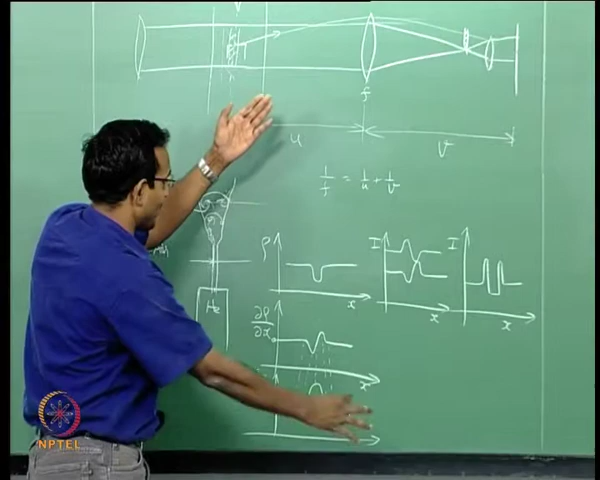 f
u
v
1/f = 1/u + 1/v
He
ρ
x
I
x
I
x
∂ρ/∂x
x
NPTEL